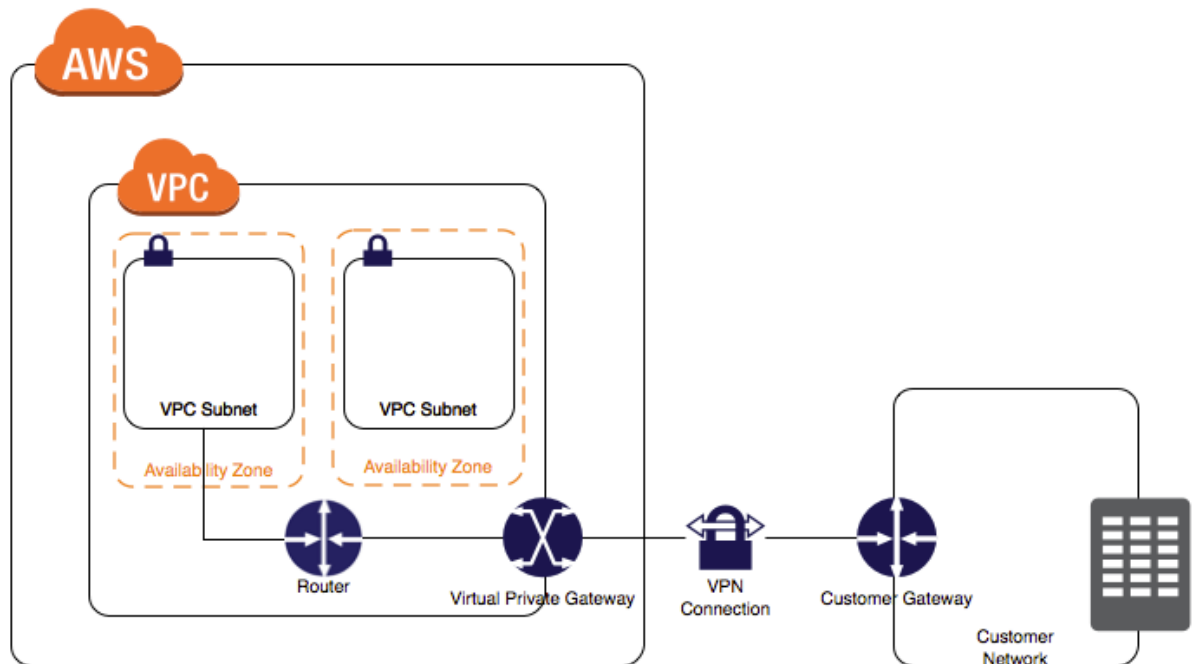 AWS
VPC
VPC Subnet
VPC Subnet
Availability Zone
Availability Zone
Router
Virtual Private Gateway
VPN
Connection
Customer Gateway
Customer
Network